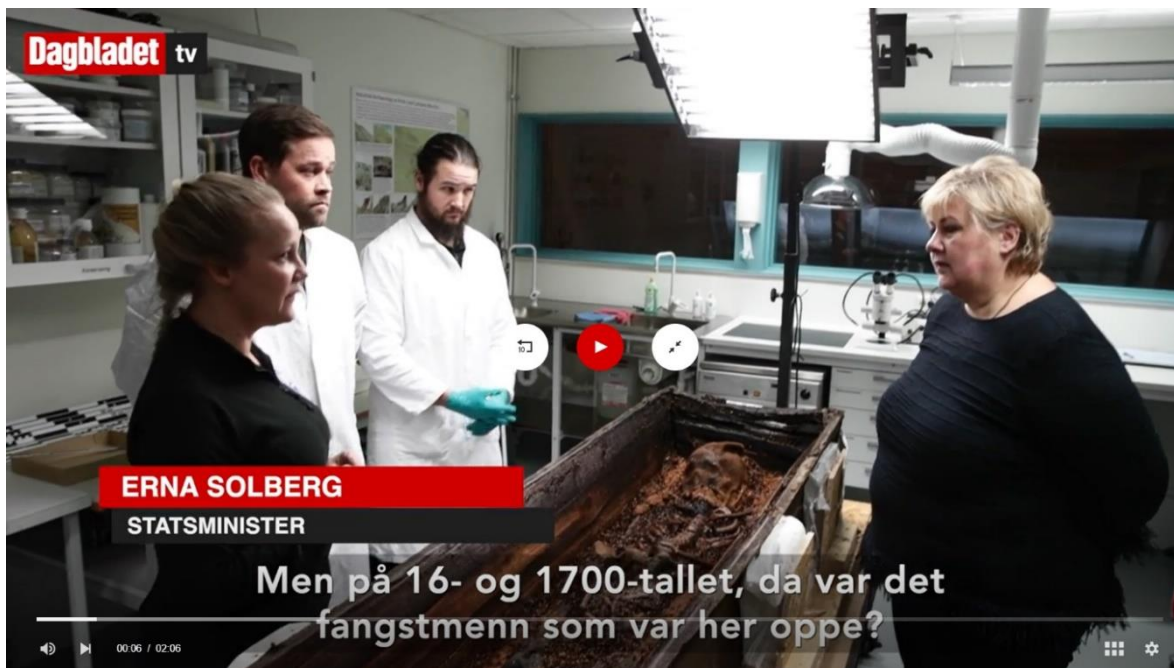 Dagbladet tv
ERNA SOLBERG
STATSMINISTER
Men på 16- og 1700-tallet, da var det
fangstmenn som var her oppe?
10
00:06 / 02:06